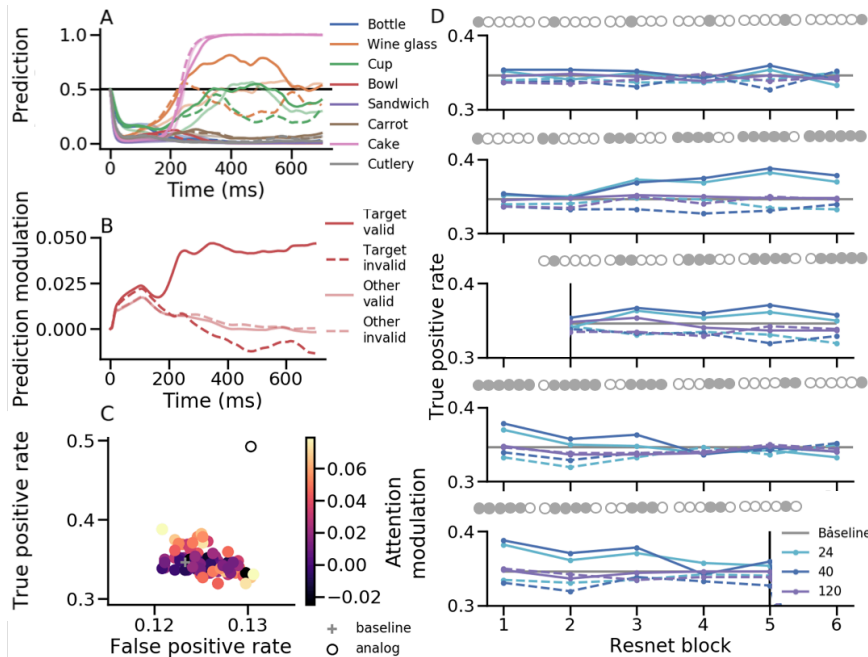 A
Prediction
1.0
0.5
0.0
0
200
400
600
Time (ms)
Bottle
Wine glass
Cup
Bowl
Sandwich
Carrot
Cake
Cutlery
B
Prediction modulation
0.050
0.025
0.000
0
200
400
600
Time (ms)
Target
valid
Target
invalid
Other
valid
Other
invalid
C
True positive rate
0.5
0.4
0.3
0.12
0.13
False positive rate
0.06
0.04
0.02
0.00
−0.02
Attention
modulation
baseline
analog
D
True positive rate
0.4
0.3
0.4
0.3
0.4
0.3
0.4
0.3
0.4
0.3
Baseline
24
40
120
1
2
3
4
5
6
Resnet block